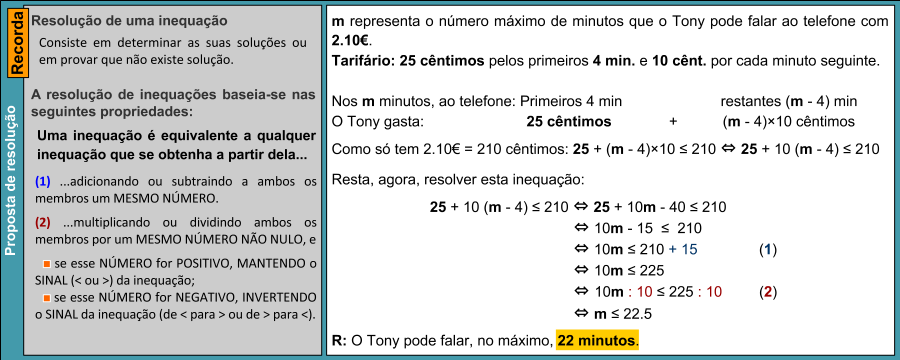 Recorda
Proposta de resolução
Resolução de uma inequação
Consiste em determinar as suas soluções ou
em provar que não existe solução.
A resolução de inequações baseia-se nas
seguintes propriedades:
Uma inequação é equivalente a qualquer
inequação que se obtenha a partir dela...
(1) ...adicionando ou subtraindo a ambos os
membros um MESMO NÚMERO.
(2) ...multiplicando ou dividindo ambos os
membros por um MESMO NÚMERO NÃO NULO, e
se esse NÚMERO for POSITIVO, MANTENDO o
SINAL (< ou >) da inequação;
se esse NÚMERO for NEGATIVO, INVERTENDO
o SINAL da inequação (de < para > ou de > para <).
m representa o número máximo de minutos que o Tony pode falar ao telefone com
2.10€.
Tarifário: 25 cêntimos pelos primeiros 4 min. e 10 cênt. por cada minuto seguinte.
Nos m minutos, ao telefone: Primeiros 4 min restantes (m - 4) min
O Tony gasta: 25 cêntimos + (m - 4)×10 cêntimos
Como só tem 2.10€ = 210 cêntimos: 25 + (m - 4)×10 ≤ 210 ⇔ 25 + 10 (m - 4) ≤ 210
Resta, agora, resolver esta inequação:
25 + 10 (m - 4) ≤ 210 ⇔ 25 + 10m - 40 ≤ 210
⇔ 10m - 15 ≤ 210
⇔ 10m ≤ 210 + 15 (1)
⇔ 10m ≤ 225
⇔ 10m : 10 ≤ 225 : 10 (2)
⇔ m ≤ 22.5
R: O Tony pode falar, no máximo, 22 minutos.